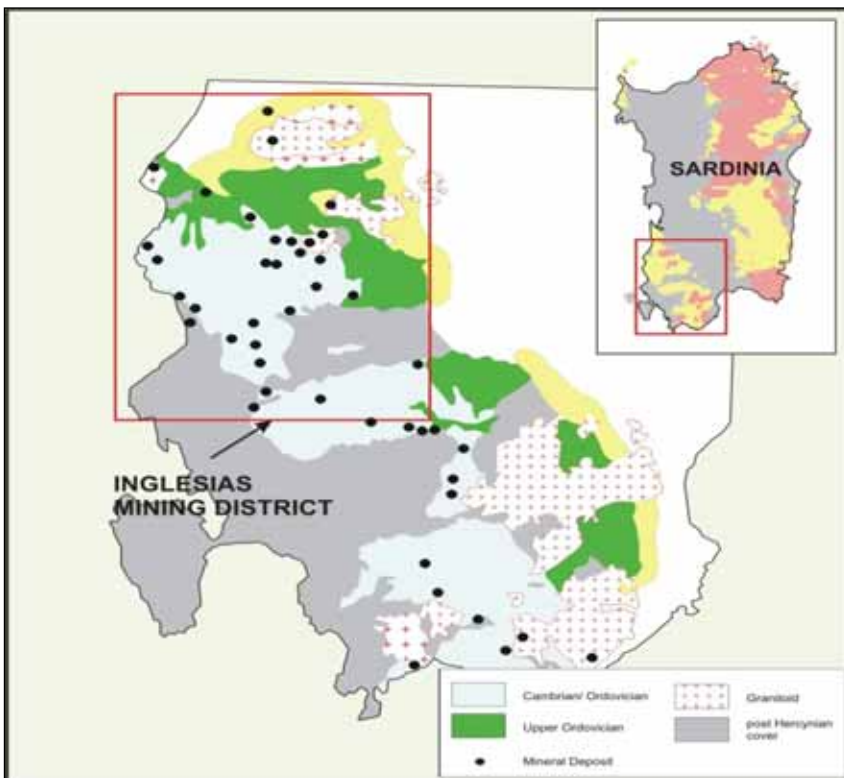 SARDINIA
INGLESIAS
MINING DISTRICT
Cambrian/ Ordovician
Upper Ordovician
Mineral Deposit
Granitoid
post Hercynian
cover